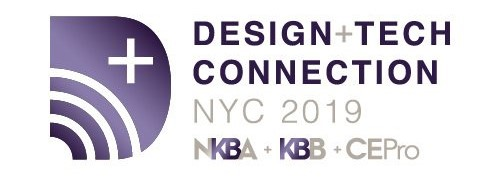 DESIGN+TECH
CONNECTION
NYC 2019
NKBA + KBB + CEPro